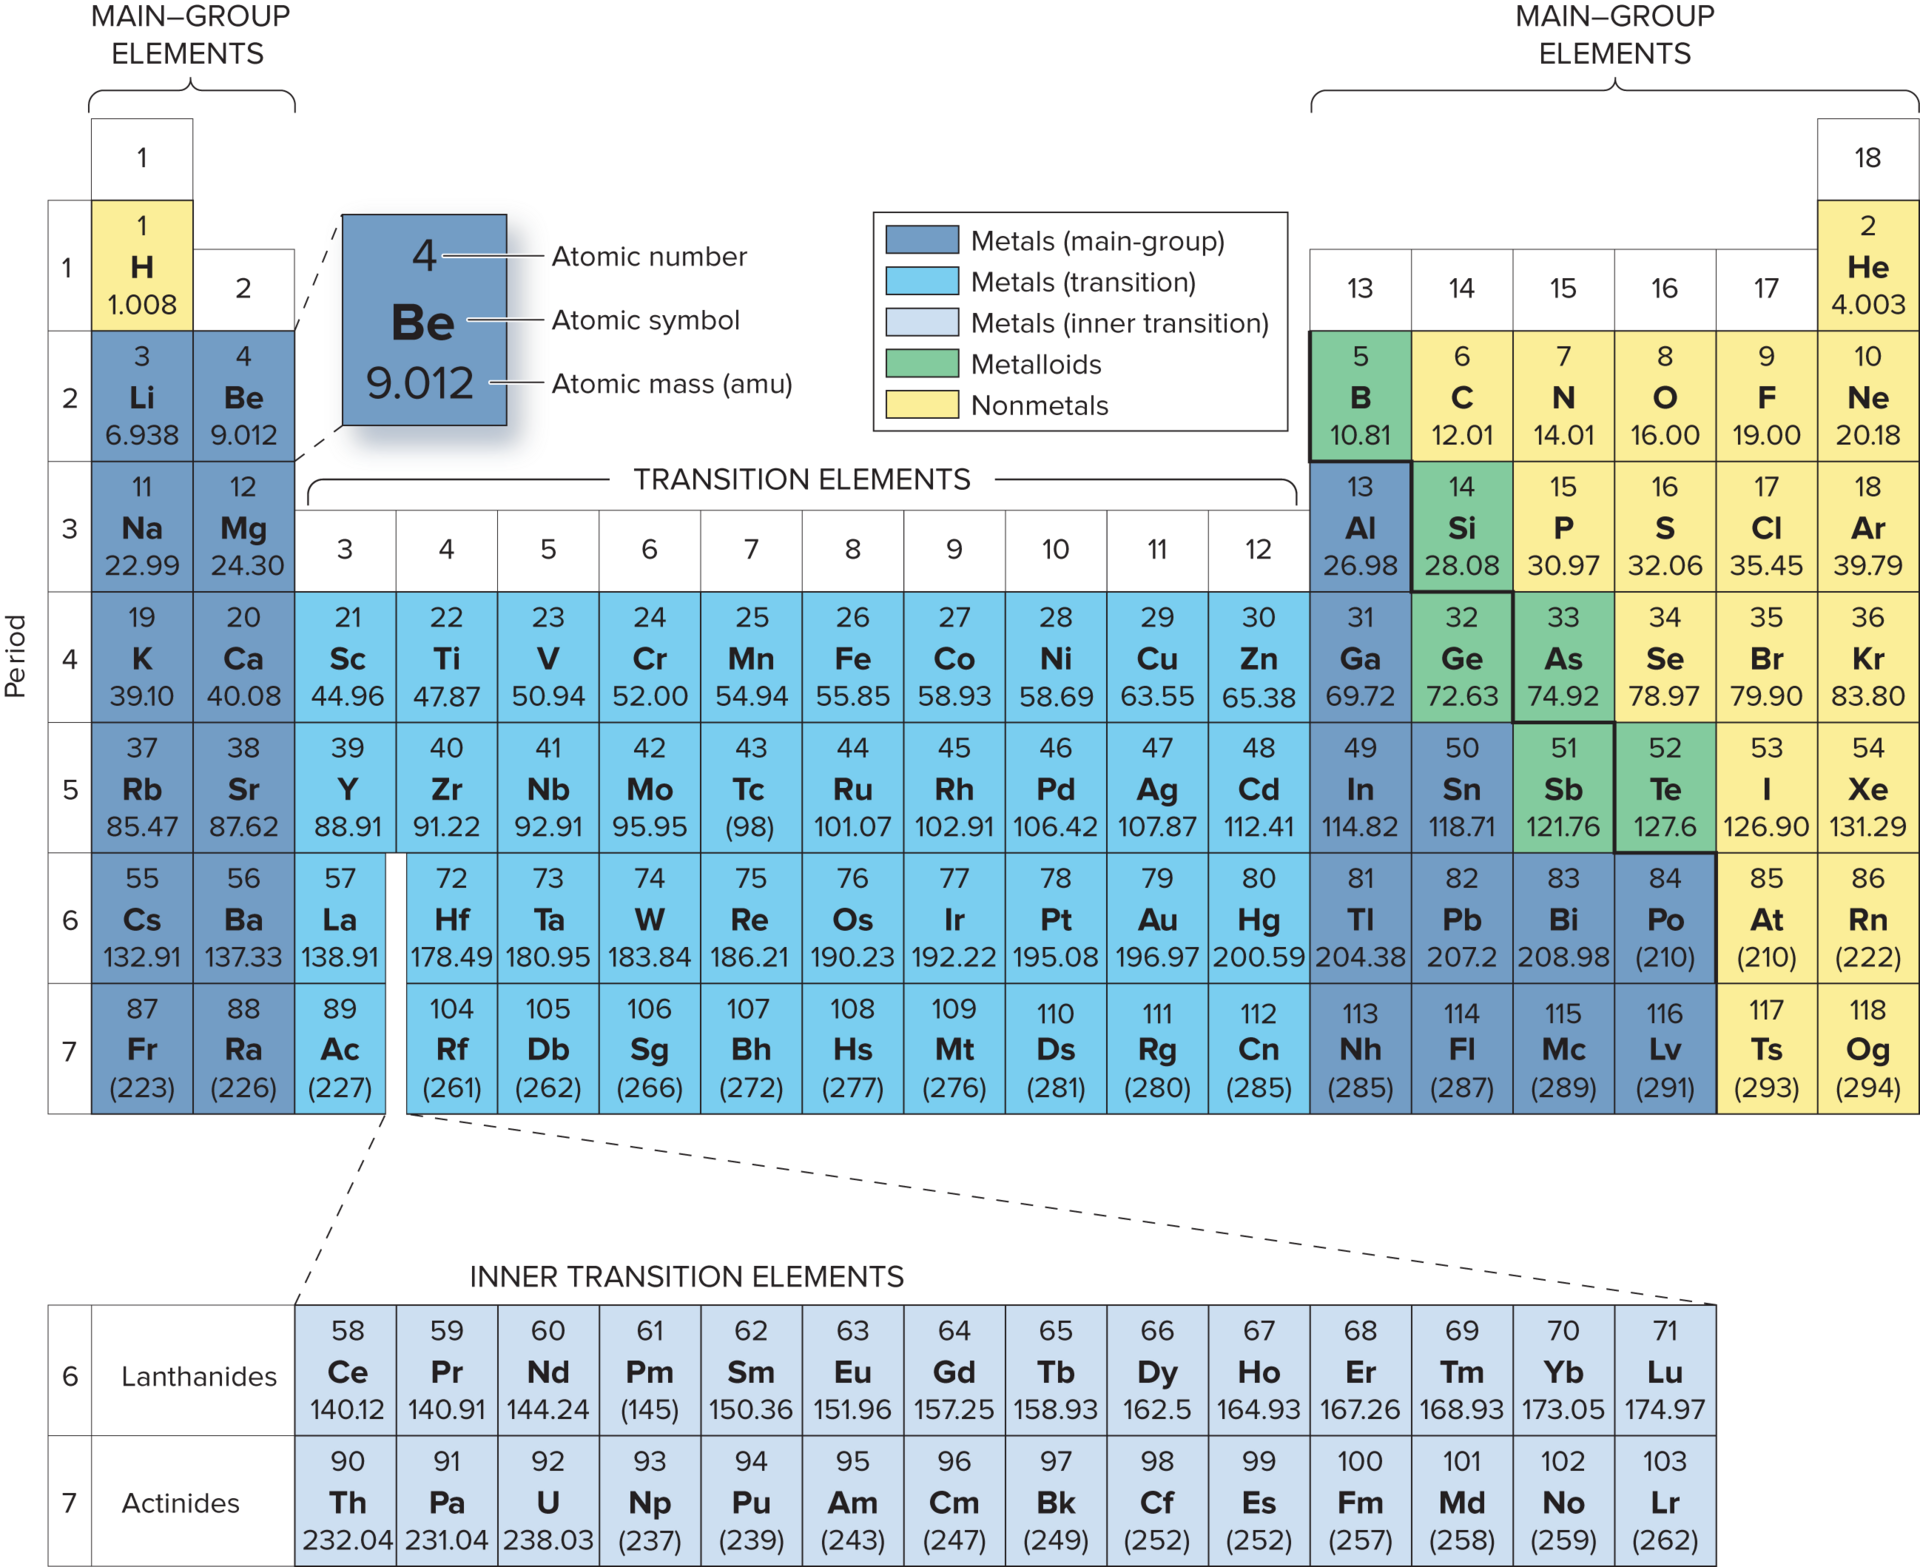 MAIN–GROUP
ELEMENTS
MAIN–GROUP
ELEMENTS
1
18
1
H
1.008
2
He
4.003
1
2
4
Be
9.012
Atomic number
Atomic symbol
Atomic mass (amu)
Metals (main-group)
Metals (transition)
Metals (inner transition)
Metalloids
Nonmetals
13 14 15 16 17
3 4 5 6 7 8 9 10
2 Li Be B C N O F Ne
6.938 9.012 10.81 12.01 14.01 16.00 19.00 20.18
TRANSITION ELEMENTS
11 12 13 14 15 16 17 18
3 Na Mg Al Si P S Cl Ar
22.99 24.30 26.98 28.08 30.97 32.06 35.45 39.79
3 4 5 6 7 8 9 10 11 12
Period
19 20 21 22 23 24 25 26 27 28 29 30 31 32 33 34 35 36
4 K Ca Sc Ti V Cr Mn Fe Co Ni Cu Zn Ga Ge As Se Br Kr
39.10 40.08 44.96 47.87 50.94 52.00 54.94 55.85 58.93 58.69 63.55 65.38 69.72 72.63 74.92 78.97 79.90 83.80
37 38 39 40 41 42 43 44 45 46 47 48 49 50 51 52 53 54
5 Rb Sr Y Zr Nb Mo Tc Ru Rh Pd Ag Cd In Sn Sb Te I Xe
85.47 87.62 88.91 91.22 92.91 95.95 (98) 101.07 102.91 106.42 107.87 112.41 114.82 118.71 121.76 127.6 126.90 131.29
55 56 57 72 73 74 75 76 77 78 79 80 81 82 83 84 85 86
6 Cs Ba La Hf Ta W Re Os Ir Pt Au Hg Tl Pb Bi Po At Rn
132.91 137.33 138.91 178.49 180.95 183.84 186.21 190.23 192.22 195.08 196.97 200.59 204.38 207.2 208.98 (210) (210) (222)
87 88 89 104 105 106 107 108 109 110 111 112 113 114 115 116 117 118
7 Fr Ra Ac Rf Db Sg Bh Hs Mt Ds Rg Cn Nh Fl Mc Lv Ts Og
(223) (226) (227) (261) (262) (266) (272) (277) (276) (281) (280) (285) (285) (287) (289) (291) (293) (294)
INNER TRANSITION ELEMENTS
58 59 60 61 62 63 64 65 66 67 68 69 70 71
6 Lanthanides Ce Pr Nd Pm Sm Eu Gd Tb Dy Ho Er Tm Yb Lu
140.12 140.91 144.24 (145) 150.36 151.96 157.25 158.93 162.5 164.93 167.26 168.93 173.05 174.97
90 91 92 93 94 95 96 97 98 99 100 101 102 103
7 Actinides Th Pa U Np Pu Am Cm Bk Cf Es Fm Md No Lr
232.04 231.04 238.03 (237) (239) (243) (247) (249) (252) (252) (257) (258) (259) (262)